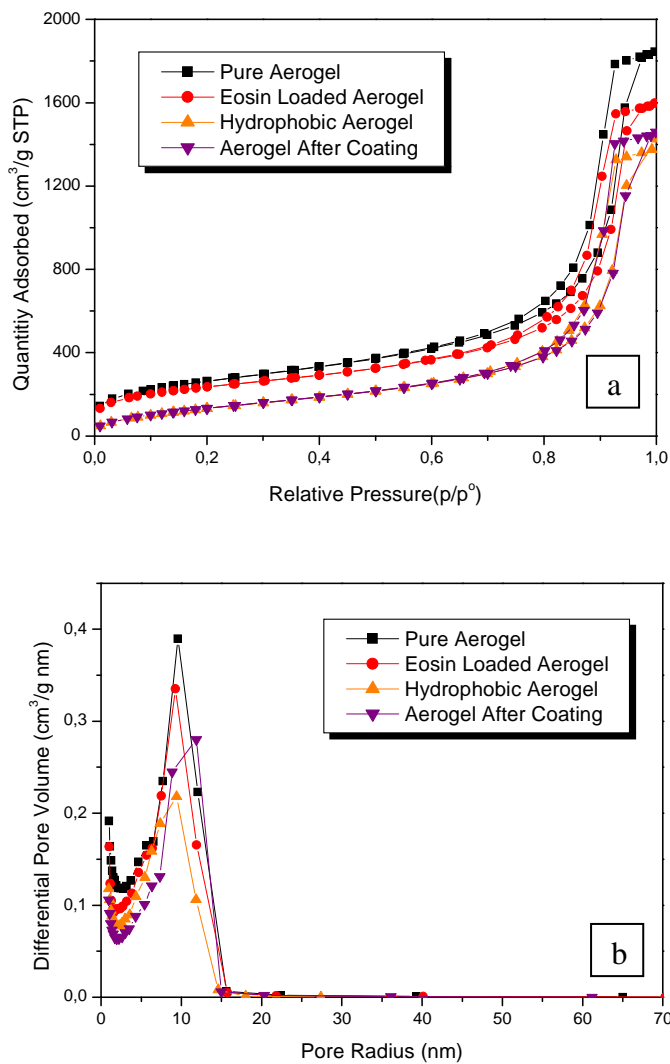 2000
1600
1200
800
400
0
Quantitiy Adsorbed (cm³/g STP)
Pure Aerogel
Eosin Loaded Aerogel
Hydrophobic Aerogel
Aerogel After Coating
a
0,0 0,2 0,4 0,6 0,8 1,0
Relative Pressure(p/p°)
0,4
0,3
0,2
0,1
0,0
Differential Pore Volume (cm³/g nm)
Pure Aerogel
Eosin Loaded Aerogel
Hydrophobic Aerogel
Aerogel After Coating
b
0 10 20 30 40 50 60 70
Pore Radius (nm)